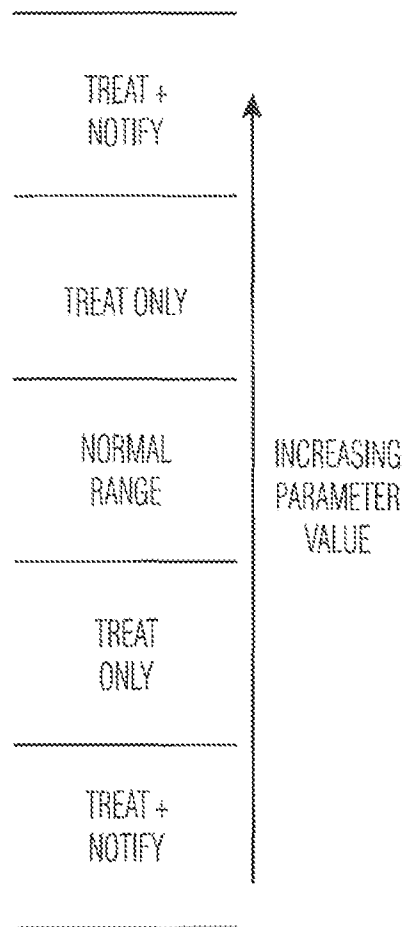 TREAT +
NOTIFY
TREAT ONLY
NORMAL
RANGE
INCREASING
PARAMETER
VALUE
TREAT
ONLY
TREAT +
NOTIFY